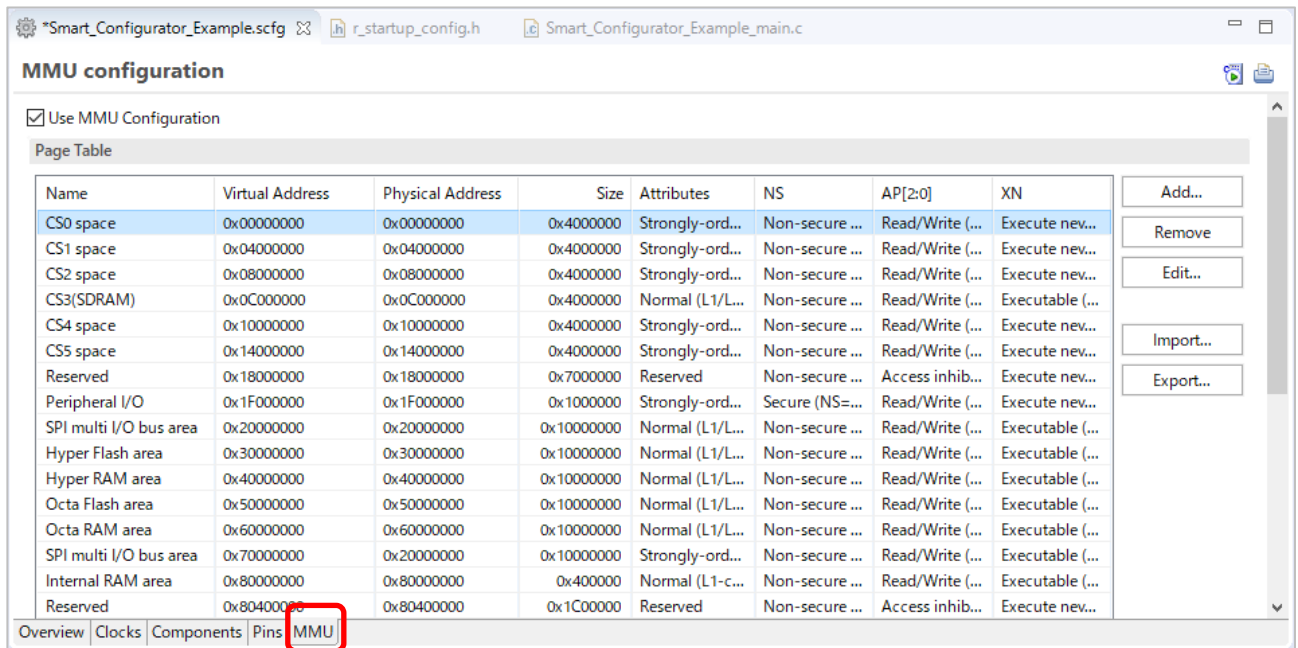 *Smart_Configurator_Example.scfg r_startup_config.h Smart_Configurator_Example_main.c
MMU configuration
Use MMU Configuration
Page Table
Name Virtual Address Physical Address Size Attributes NS AP[2:0] XN Add...
CS0 space 0x00000000 0x00000000 0x4000000 Strongly-ord... Non-secure ... Read/Write (... Execute nev...
Remove
CS1 space 0x04000000 0x04000000 0x4000000 Strongly-ord... Non-secure ... Read/Write (... Execute nev...
CS2 space 0x08000000 0x08000000 0x4000000 Strongly-ord... Non-secure ... Read/Write (... Execute nev... Edit...
CS3(SDRAM) 0x0C000000 0x0C000000 0x4000000 Normal (L1/L... Non-secure ... Read/Write (... Executable (...
CS4 space 0x10000000 0x10000000 0x4000000 Strongly-ord... Non-secure ... Read/Write (... Execute nev...
Import...
CS5 space 0x14000000 0x14000000 0x4000000 Strongly-ord... Non-secure ... Read/Write (... Execute nev...
Reserved 0x18000000 0x18000000 0x7000000 Reserved Non-secure ... Access inhib... Execute nev... Export...
Peripheral I/O 0x1F000000 0x1F000000 0x1000000 Strongly-ord... Secure (NS=... Read/Write (... Execute nev...
SPI multi I/O bus area 0x20000000 0x20000000 0x10000000 Normal (L1/L... Non-secure ... Read/Write (... Executable (...
Hyper Flash area 0x30000000 0x30000000 0x10000000 Normal (L1/L... Non-secure ... Read/Write (... Executable (...
Hyper RAM area 0x40000000 0x40000000 0x10000000 Normal (L1/L... Non-secure ... Read/Write (... Executable (...
Octa Flash area 0x50000000 0x50000000 0x10000000 Normal (L1/L... Non-secure ... Read/Write (... Executable (...
Octa RAM area 0x60000000 0x60000000 0x10000000 Normal (L1/L... Non-secure ... Read/Write (... Executable (...
SPI multi I/O bus area 0x70000000 0x20000000 0x10000000 Strongly-ord... Non-secure ... Read/Write (... Executable (...
Internal RAM area 0x80000000 0x80000000 0x400000 Normal (L1-c... Non-secure ... Read/Write (... Executable (...
Reserved 0x80400000 0x80400000 0x1C00000 Reserved Non-secure ... Access inhib... Execute nev...
Overview Clocks Components Pins MMU